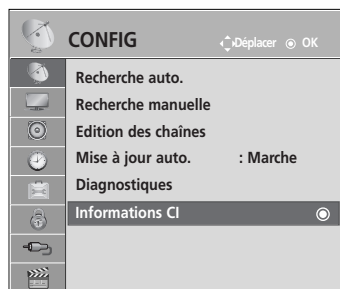 CONFIG Déplacer OK
Recherche auto.
Recherche manuelle
Edition des chaînes
Mise à jour auto. : Marche
Diagnostiques
Informations CI